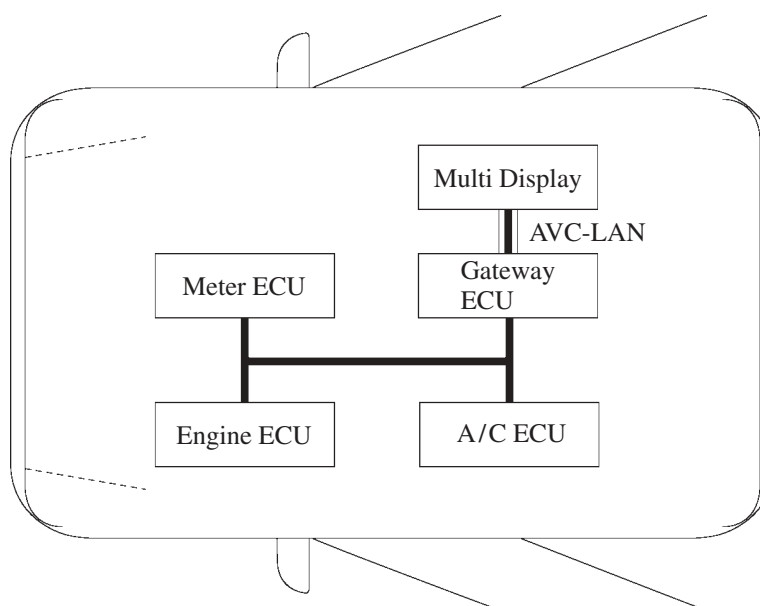 Multi Display
AVC-LAN
Meter ECU
Gateway
ECU
Engine ECU
A/C ECU